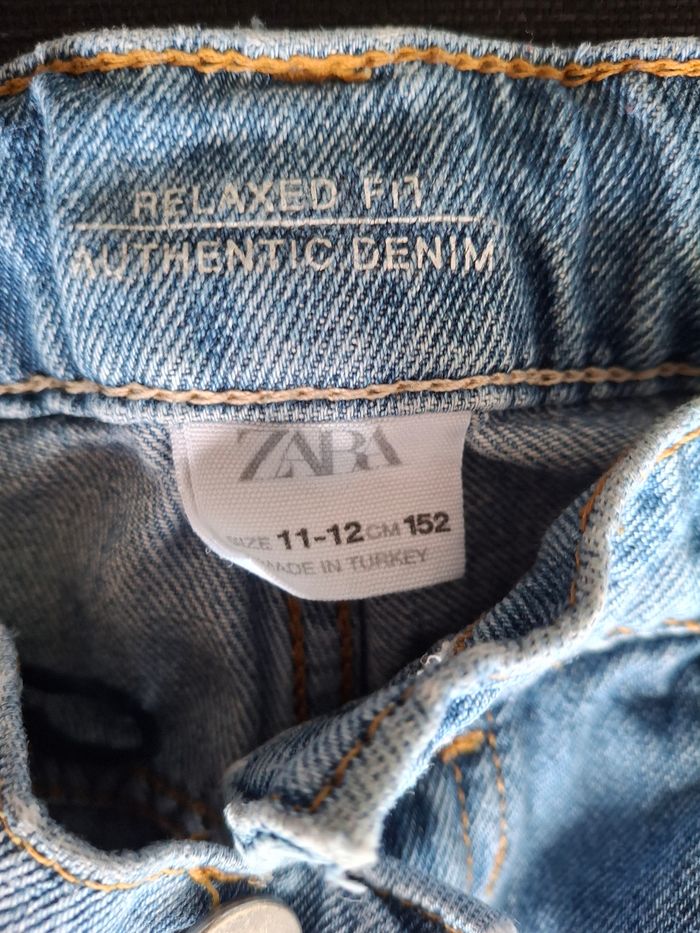 RELAXED FIT
AUTHENTIC DENIM
ZARA
SIZE 11-12 CM 152
MADE IN TURKEY